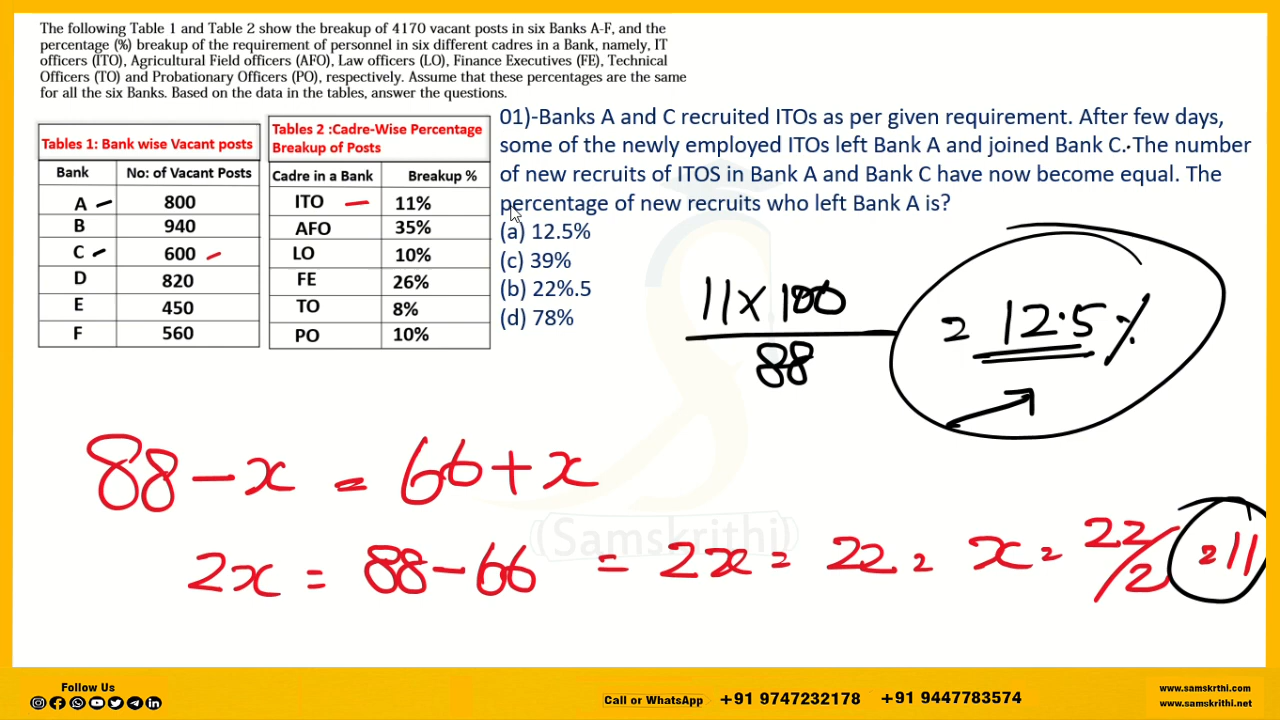 The following Table 1 and Table 2 show the breakup of 4170 vacant posts in six Banks A-F, and the
percentage (%) breakup of the requirement of personnel in six different cadres in a Bank, namely, IT
officers (ITO), Agricultural Field officers (AFO), Law officers (LO), Finance Executives (FE), Technical
Officers (TO) and Probationary Officers (PO), respectively. Assume that these percentages are the same
for all the six Banks. Based on the data in the tables, answer the questions.
Tables 1: Bank wise Vacant posts
Bank No: of Vacant Posts
A 800
B 940
C 600
D 820
E 450
F 560
Tables 2 :Cadre-Wise Percentage
Breakup of Posts
Cadre in a Bank Breakup %
ITO 11%
AFO 35%
LO 10%
FE 26%
TO 8%
PO 10%
01)-Banks A and C recruited ITOs as per given requirement. After few days,
some of the newly employed ITOs left Bank A and joined Bank C. The number
of new recruits of ITOS in Bank A and Bank C have now become equal. The
percentage of new recruits who left Bank A is?
(a) 12.5%
(c) 39%
(b) 22%.5
(d) 78%
11 x 100
88
= 12.5%
88 - x = 66 + x
2x = 88 - 66 = 2x = 22 = x = 22/2 = 11
(Samskrithi)
Follow Us
Call or WhatsApp +91 9747232178 +91 9447783574
www.samskrthi.com
www.samskrithi.net